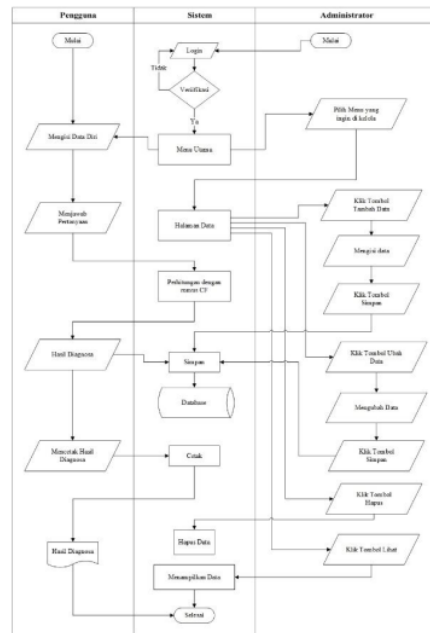 Pengguna
Sistem
Administrator
Mulai
Login
Mulai
Tidak
Verifikasi
Ya
Pilih Menu yang
ingin di kelola
Mengisi Data Diri
Menu Utama
Menjawab
Pertanyaan
Halaman Data
Klik Tombol
Tambah Data
Mengisi data
Perhitungan dengan
rumus CF
Klik Tombol
Simpan
Hasil Diagnosa
Simpan
Klik Tombol Ubah
Data
Database
Mengubah Data
Mencetak Hasil
Diagnosa
Cetak
Klik Tombol
Simpan
Klik Tombol
Hapus
Hapus Data
Hasil Diagnosa
Klik Tombol Lihat
Menampilkan Data
Selesai